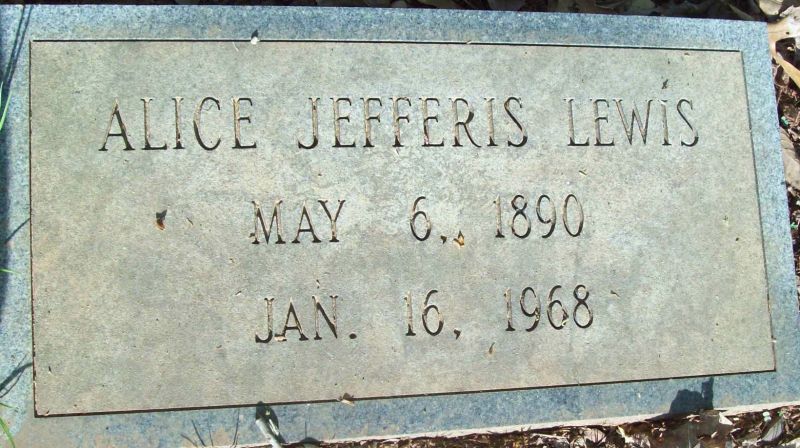 ALICE JEFFERIS LEWIS
MAY 6, 1890
JAN. 16, 1968